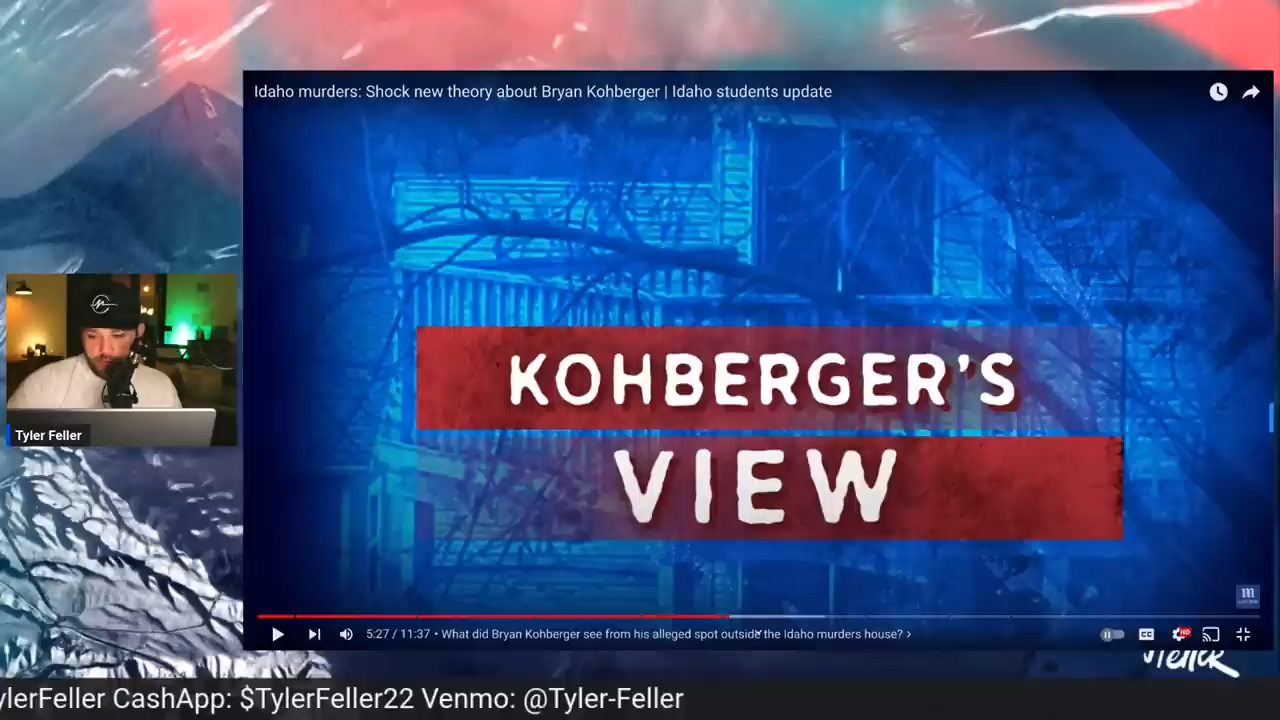 Idaho murders: Shock new theory about Bryan Kohberger | Idaho students update
KOHBERGER'S
VIEW
Tyler Feller
5:27 / 11:37 • What did Bryan Kohberger see from his alleged spot outside the Idaho murders house? ›
CC
HD
ylerFeller CashApp: $TylerFeller22 Venmo: @Tyler-Feller